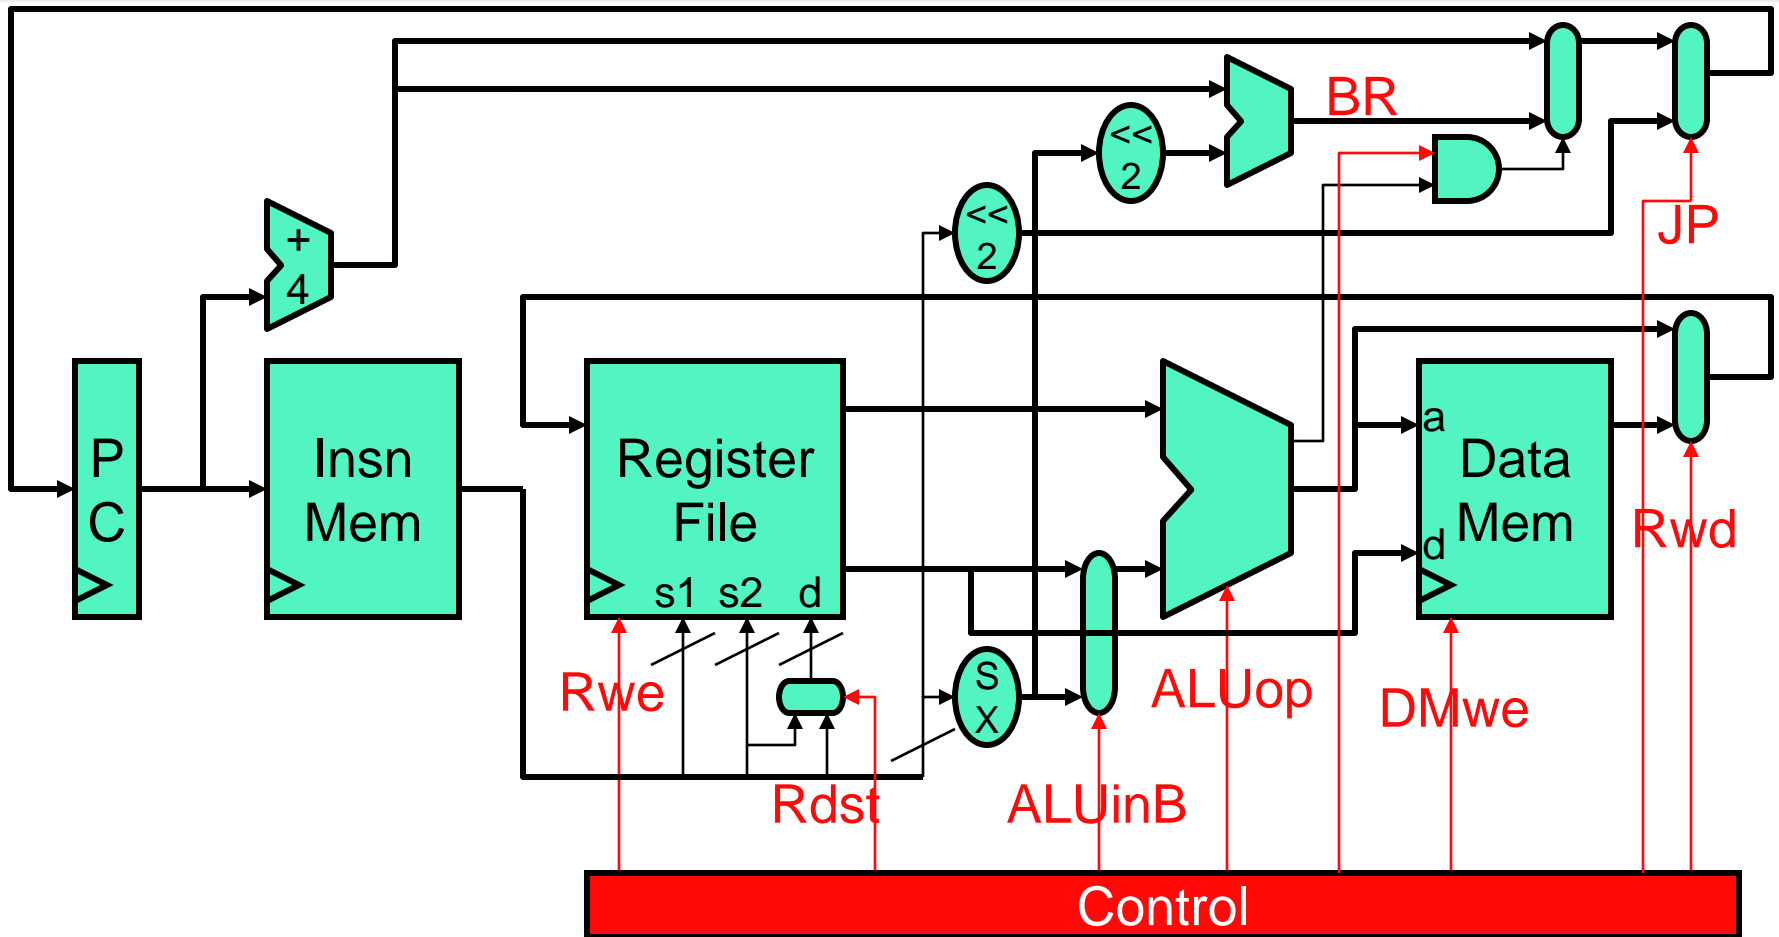 BR
<<
2
<<
2
JP
+
4
P
C
Insn
Mem
Register
File
s1 s2 d
a
d
Data
Mem
Rwd
S
X
Rwe
ALUop
DMwe
Rdst
ALUinB
Control